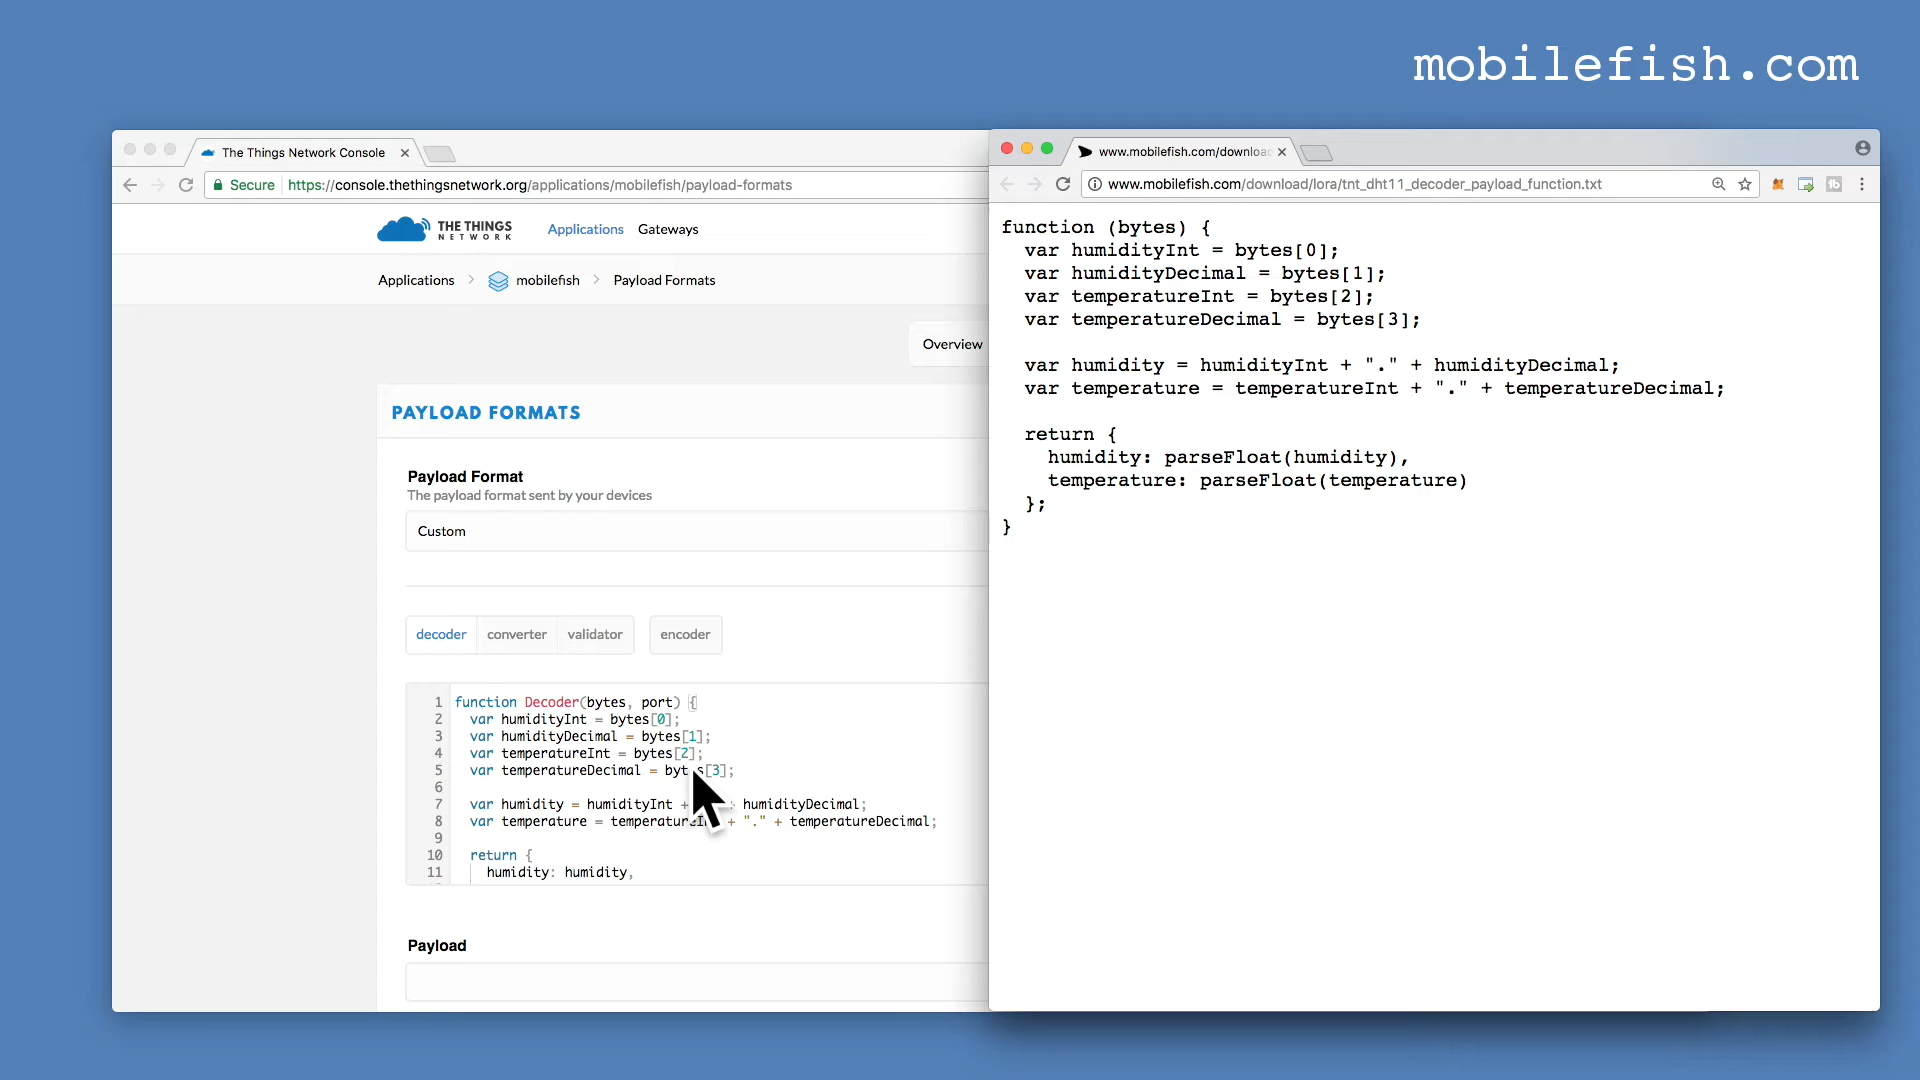 mobilefish.com
The Things Network Console
Secure https://console.thethingsnetwork.org/applications/mobilefish/payload-formats
THE THINGS
NETWORK
Applications Gateways
Applications > mobilefish > Payload Formats
Overview
PAYLOAD FORMATS
Payload Format
The payload format sent by your devices
Custom
decoder converter validator encoder
1 function Decoder(bytes, port) {
2 var humidityInt = bytes[0];
3 var humidityDecimal = bytes[1];
4 var temperatureInt = bytes[2];
5 var temperatureDecimal = bytes[3];
6
7 var humidity = humidityInt + humidityDecimal;
8 var temperature = + "." + temperatureDecimal;
9
10 return {
11 humidity: humidity,
Payload
www.mobilefish.com/downloa
www.mobilefish.com/download/lora/tnt_dht11_decoder_payload_function.txt
function (bytes) {
var humidityInt = bytes[0];
var humidityDecimal = bytes[1];
var temperatureInt = bytes[2];
var temperatureDecimal = bytes[3];
var humidity = humidityInt + "." + humidityDecimal;
var temperature = temperatureInt + "." + temperatureDecimal;
return {
humidity: parseFloat(humidity),
temperature: parseFloat(temperature)
};
}